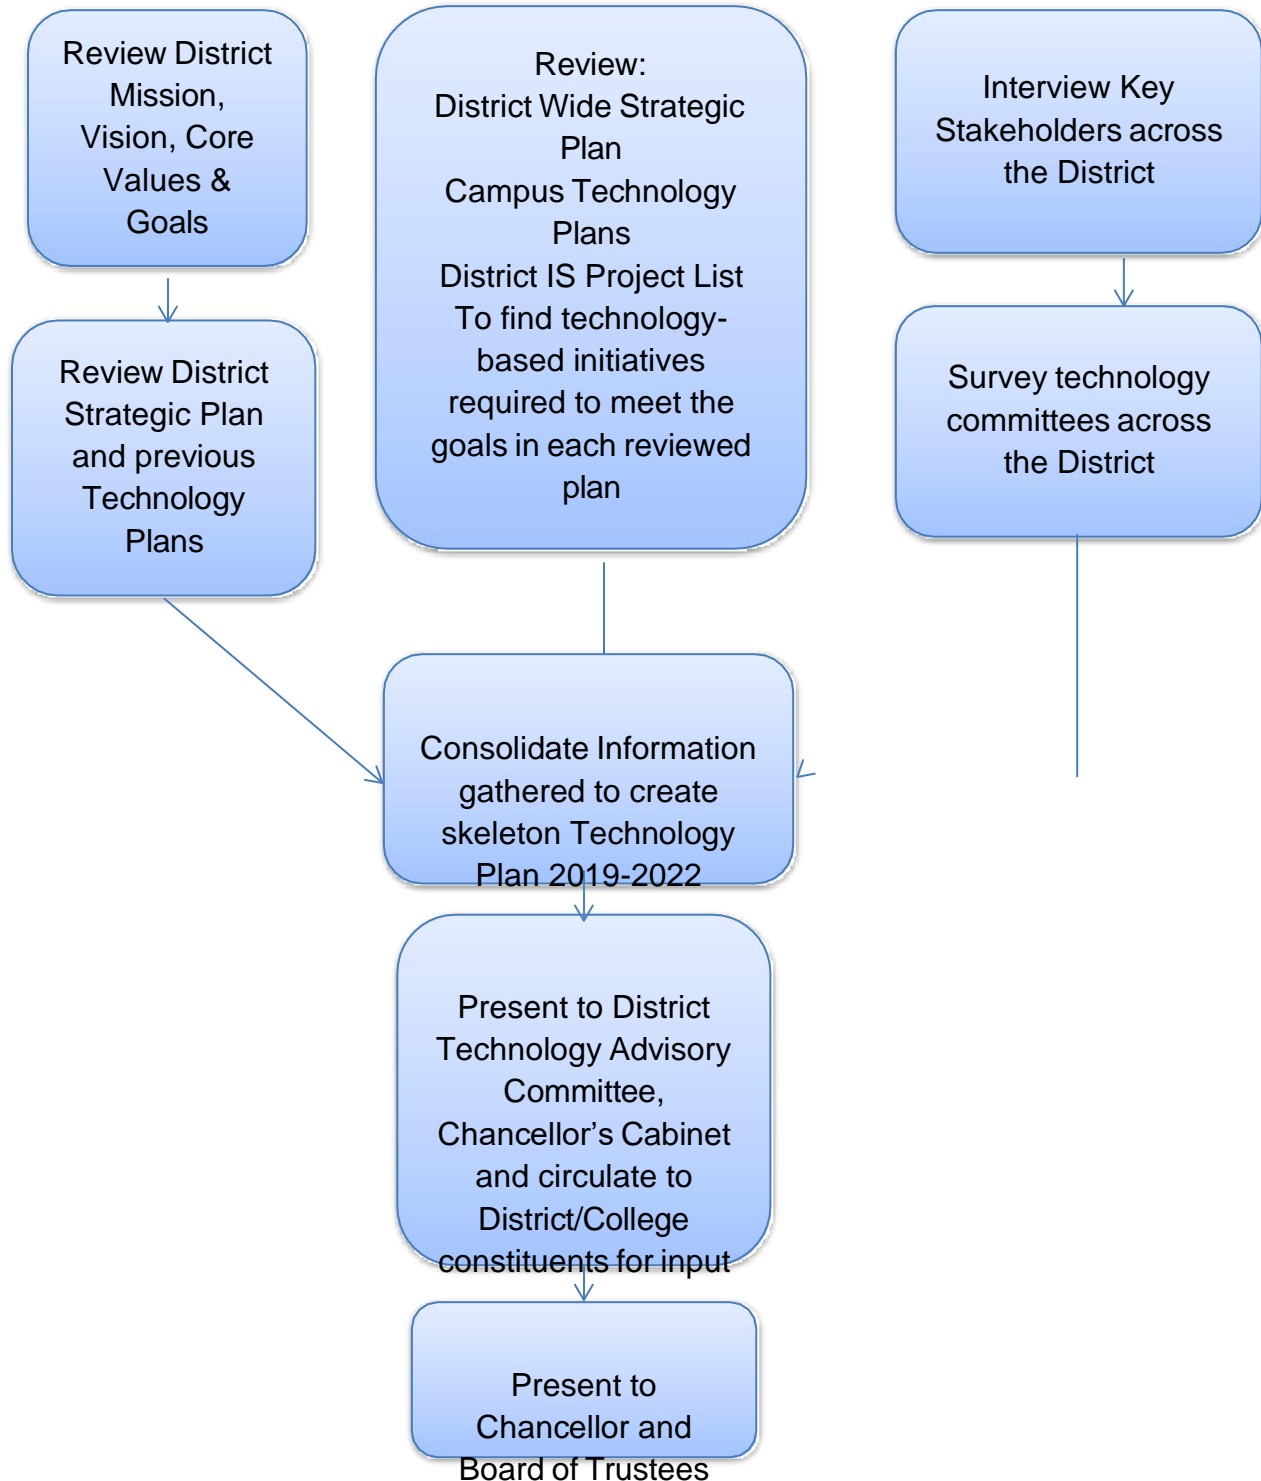 Review District
Mission,
Vision, Core
Values &
Goals
Review:
District Wide Strategic
Plan
Campus Technology
Plans
District IS Project List
To find technology-
based initiatives
required to meet the
goals in each reviewed
plan
Interview Key
Stakeholders across
the District
Review District
Strategic Plan
and previous
Technology
Plans
Survey technology
committees across
the District
Consolidate Information
gathered to create
skeleton Technology
Plan 2019-2022
Present to District
Technology Advisory
Committee,
Chancellor’s Cabinet
and circulate to
District/College
constituents for input
Present to
Chancellor and
Board of Trustees